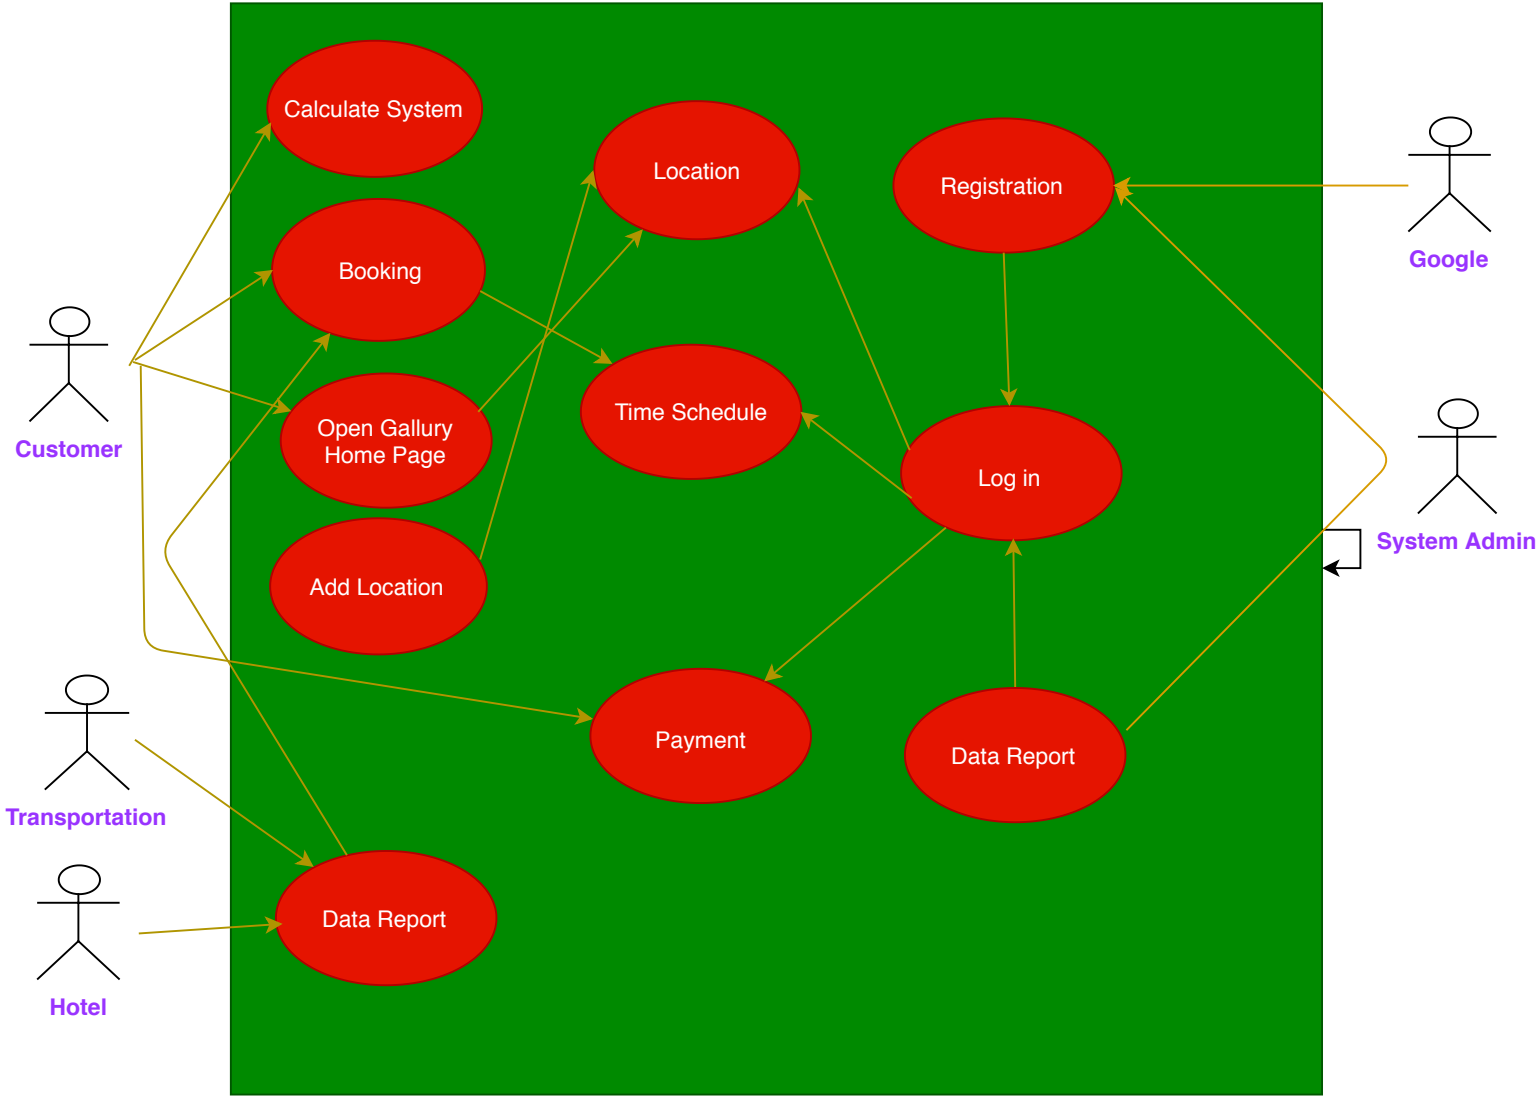 Calculate System
Location
Registration
Google
Booking
Customer
Open Gallury
Home Page
Time Schedule
Log in
System Admin
Add Location
Transportation
Payment
Data Report
Data Report
Hotel